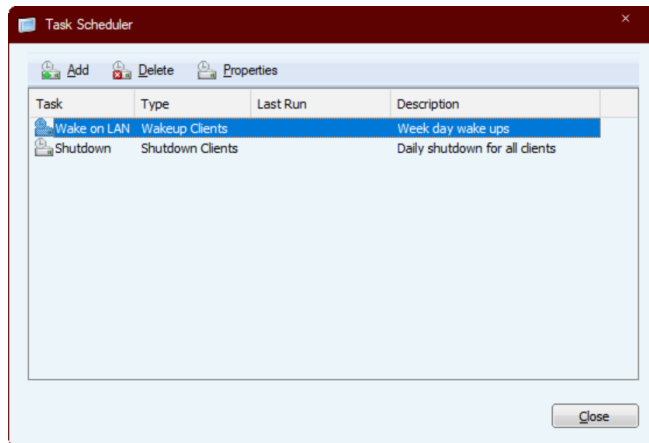 Task Scheduler
Add Delete Properties
Task Type Last Run Description
Wake on LAN Wakeup Clients Week day wake ups
Shutdown Shutdown Clients Daily shutdown for all clients
Close